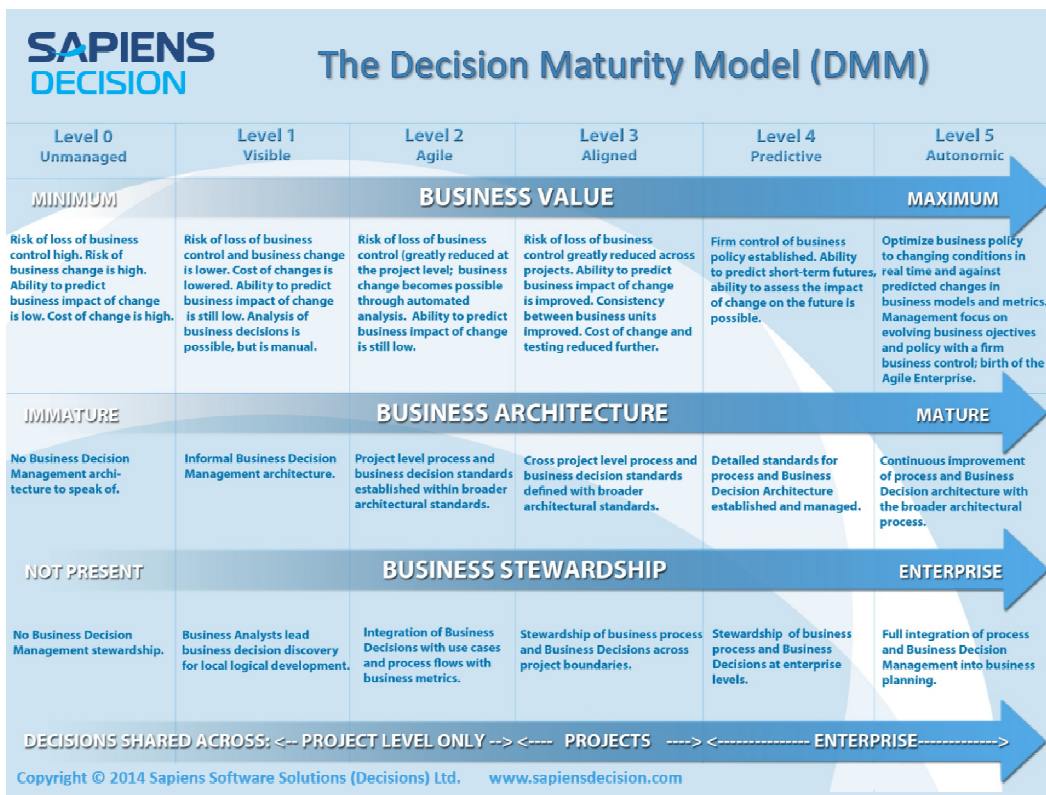 SAPIENS
DECISION
The Decision Maturity Model (DMM)
Level 0
Unmanaged
Level 1
Visible
Level 2
Agile
Level 3
Aligned
Level 4
Predictive
Level 5
Autonomic
MINIMUM
BUSINESS VALUE
MAXIMUM
Risk of loss of business
control high. Risk of
business change is high.
Ability to predict
business impact of change
is low. Cost of change is high.
Risk of loss of business
control and business change
is lower. Cost of changes is
lowered. Ability to predict
business impact of change
is still low. Analysis of
business decisions is
possible, but is manual.
Risk of loss of business
control (greatly reduced at
the project level; business
change becomes possible
through automated
analysis. Ability to predict
business impact of change
is still low.
Risk of loss of business
control greatly reduced across
projects. Ability to predict
business impact of change
is improved. Consistency
between business units
improved. Cost of change and
testing reduced further.
Firm control of business
policy established. Ability
to predict short-term futures,
ability to assess the impact
of change on the future is
possible.
Optimize business policy
to changing conditions in
real time and against
predicted changes in
business models and metrics.
Management focus on
evolving business ojectives
and policy with a firm
business control; birth of the
Agile Enterprise.
IMMATURE
BUSINESS ARCHITECTURE
MATURE
No Business Decision
Management archi-
tecture to speak of.
Informal Business Decision
Management architecture.
Project level process and
business decision standards
established within broader
architectural standards.
Cross project level process and
business decision standards
defined with broader
architectural standards.
Detailed standards for
process and Business
Decision Architecture
established and managed.
Continuous improvement
of process and Business
Decision architecture with
the broader architectural
process.
NOT PRESENT
BUSINESS STEWARDSHIP
ENTERPRISE
No Business Decision
Management stewardship.
Business Analysts lead
business decision discovery
for local logical development.
Integration of Business
Decisions with use cases
and process flows with
business metrics.
Stewardship of business process
and Business Decisions across
project boundaries.
Stewardship of business
process and Business
Decisions at enterprise
levels.
Full integration of process
and Business Decision
Management into business
planning.
DECISIONS SHARED ACROSS: <-- PROJECT LEVEL ONLY --> <---- PROJECTS ----> <--------------- ENTERPRISE------------->
Copyright © 2014 Sapiens Software Solutions (Decisions) Ltd. www.sapiensdecision.com